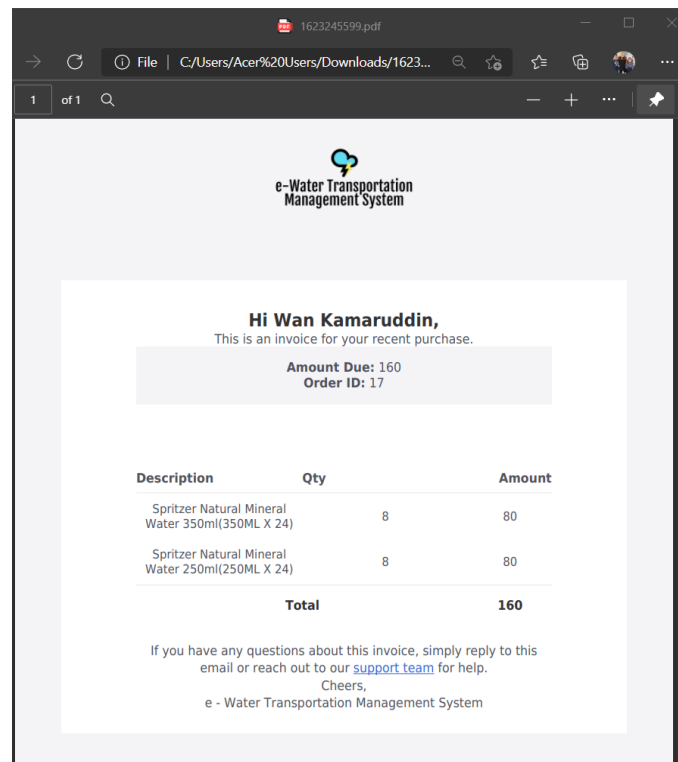 1623245599.pdf
File | C:/Users/Acer%20Users/Downloads/1623...
1 of 1
e-Water Transportation
Management System
Hi Wan Kamaruddin,
This is an invoice for your recent purchase.
Amount Due: 160
Order ID: 17
Description Qty Amount
Spritzer Natural Mineral
Water 350ml(350ML X 24) 8 80
Spritzer Natural Mineral
Water 250ml(250ML X 24) 8 80
Total 160
If you have any questions about this invoice, simply reply to this
email or reach out to our support team for help.
Cheers,
e - Water Transportation Management System